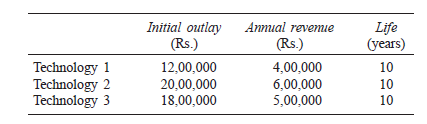 Initial outlay Annual revenue Life
(Rs.) (Rs.) (years)
Technology 1 12,00,000 4,00,000 10
Technology 2 20,00,000 6,00,000 10
Technology 3 18,00,000 5,00,000 10